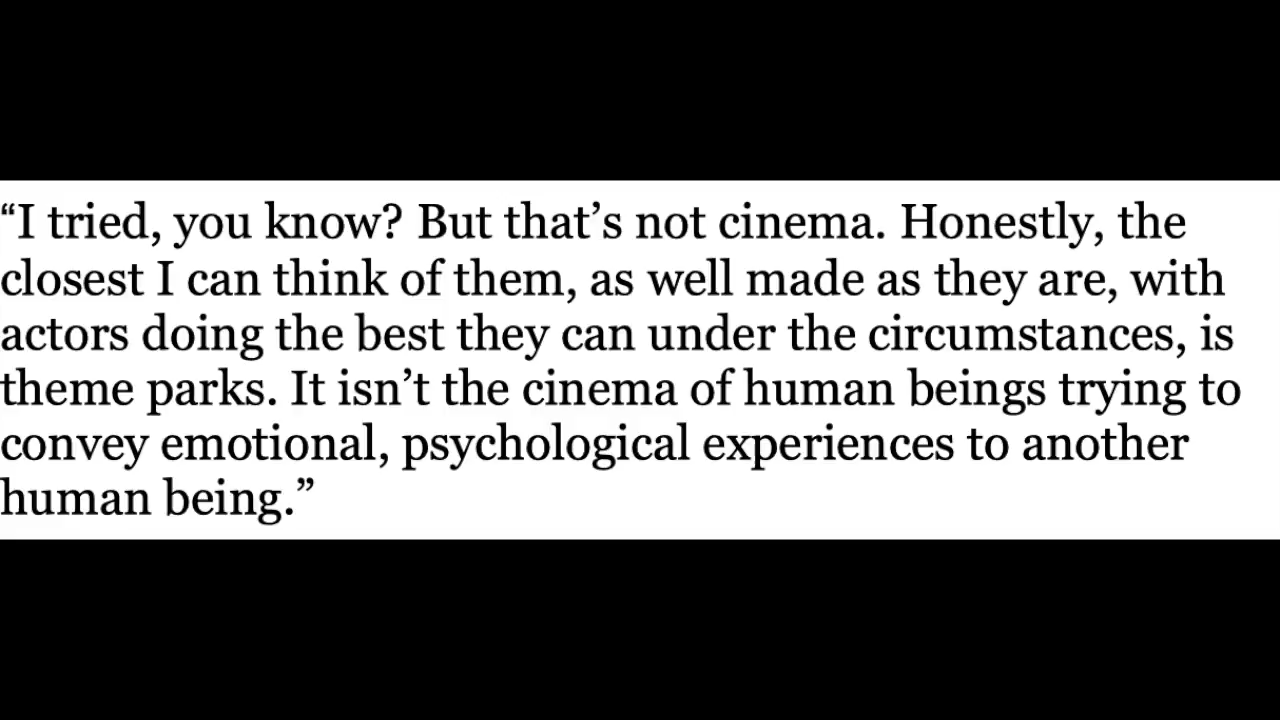 “I tried, you know? But that’s not cinema. Honestly, the
closest I can think of them, as well made as they are, with
actors doing the best they can under the circumstances, is
theme parks. It isn’t the cinema of human beings trying to
convey emotional, psychological experiences to another
human being.”